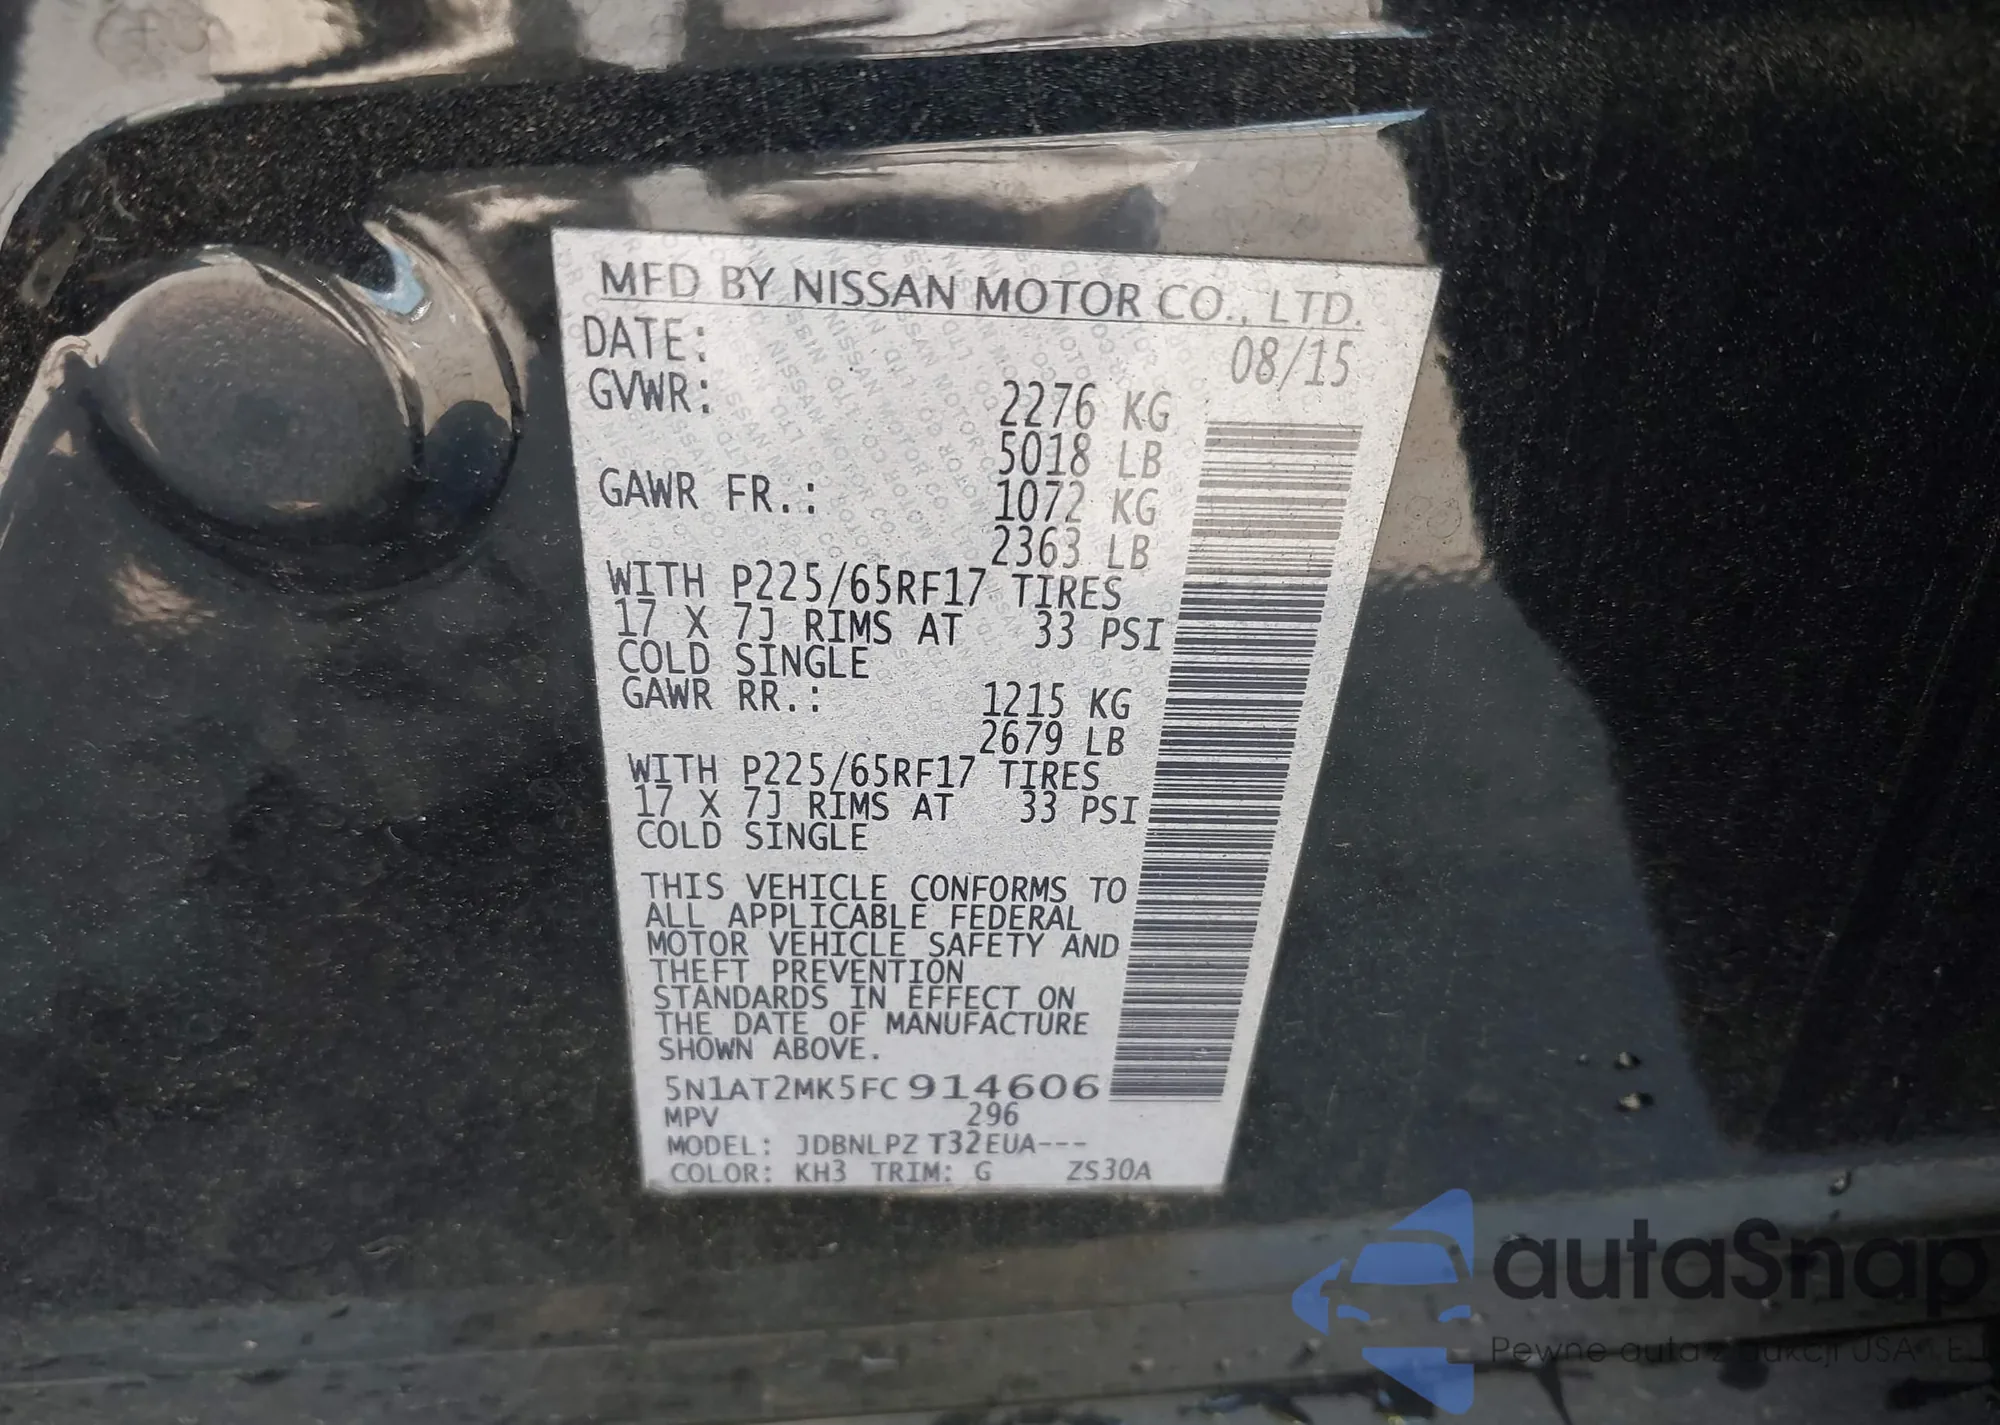 MFD BY NISSAN MOTOR CO., LTD.
DATE: 08/15
GVWR: 2276 KG
5018 LB
GAWR FR.: 1072 KG
2363 LB
WITH P225/65RF17 TIRES
17 X 7J RIMS AT 33 PSI
COLD SINGLE
GAWR RR.: 1215 KG
2679 LB
WITH P225/65RF17 TIRES
17 X 7J RIMS AT 33 PSI
COLD SINGLE
THIS VEHICLE CONFORMS TO
ALL APPLICABLE FEDERAL
MOTOR VEHICLE SAFETY AND
THEFT PREVENTION
STANDARDS IN EFFECT ON
THE DATE OF MANUFACTURE
SHOWN ABOVE.
5N1AT2MK5FC914606
MPV 296
MODEL: JDBNLPZ T32EUA---
COLOR: KH3 TRIM: G ZS30A
autaSnap
Pewne auta z aukcji USA